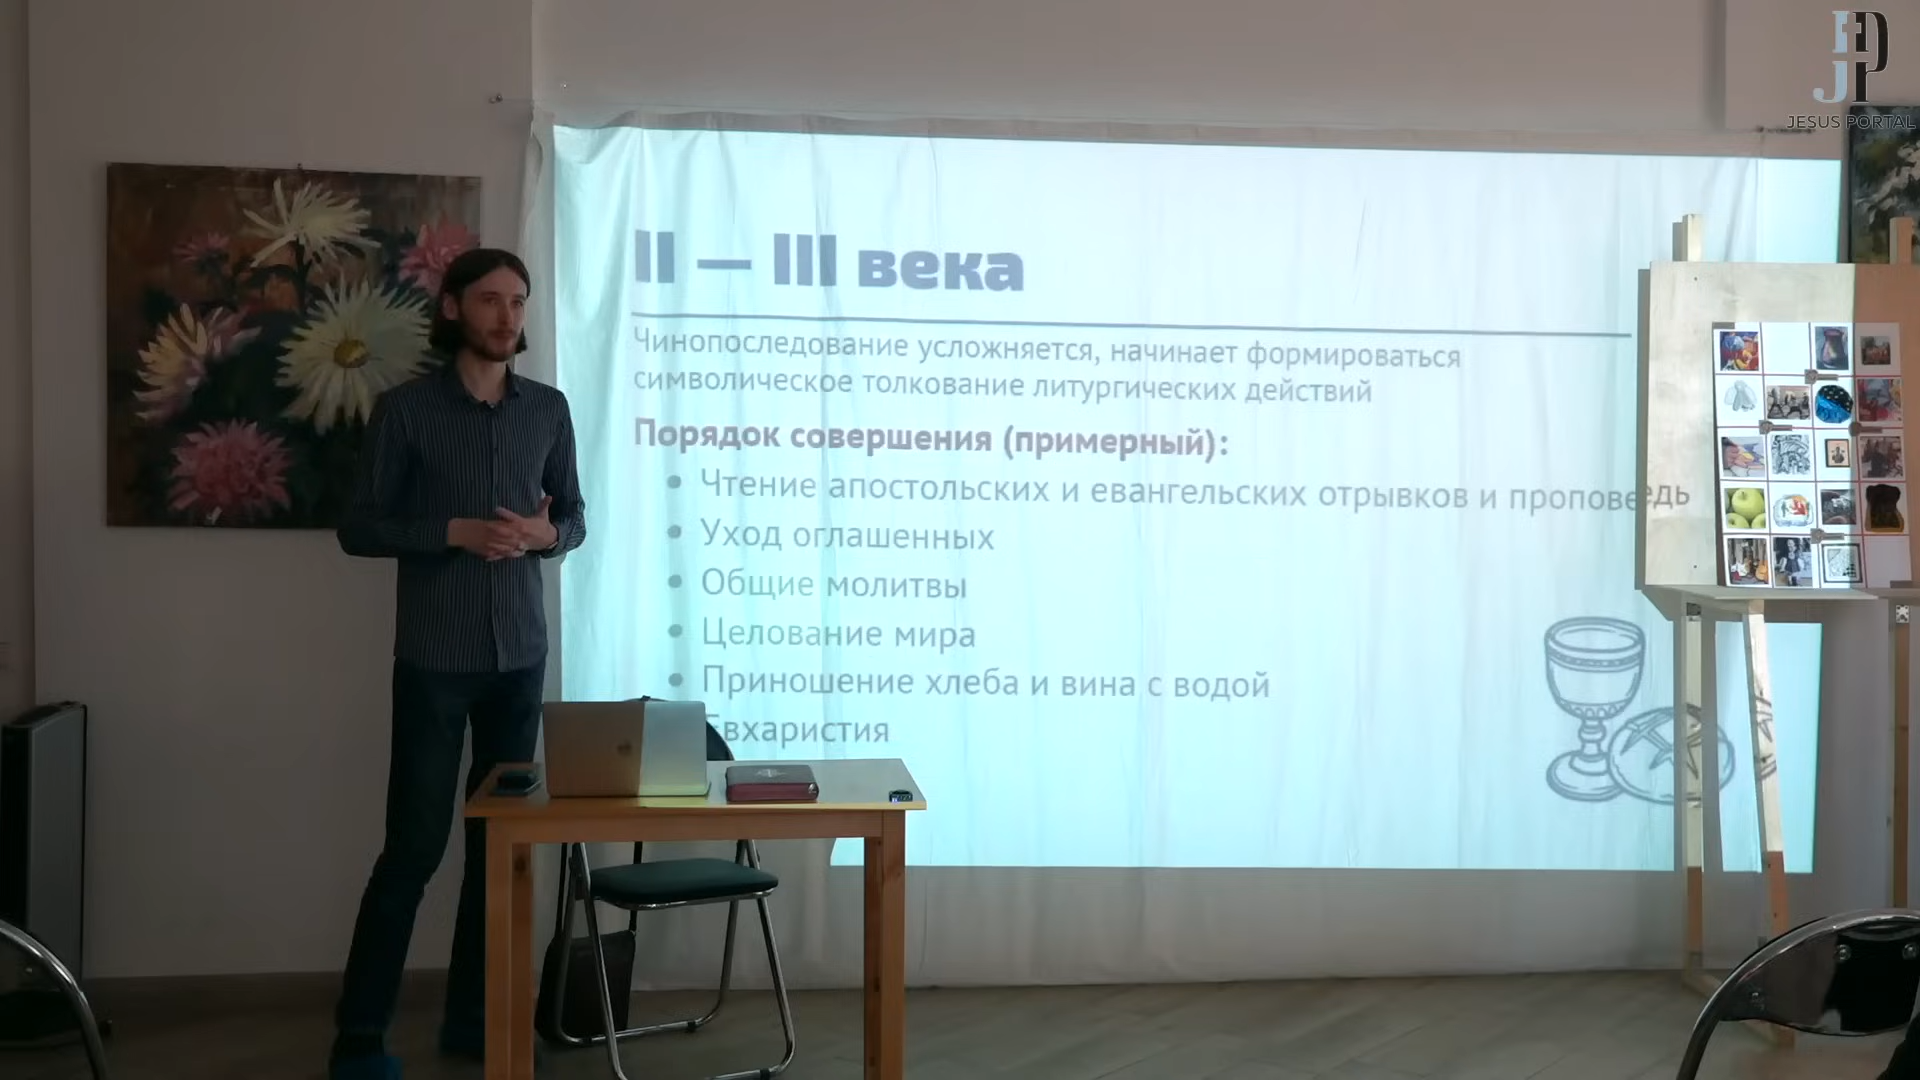 JESUS PORTAL
II — III века
Чинопоследование усложняется, начинает формироваться
символическое толкование литургических действий
Порядок совершения (примерный):
• Чтение апостольских и евангельских отрывков и проповедь
• Уход оглашенных
• Общие молитвы
• Целование мира
• Приношение хлеба и вина с водой
Евхаристия